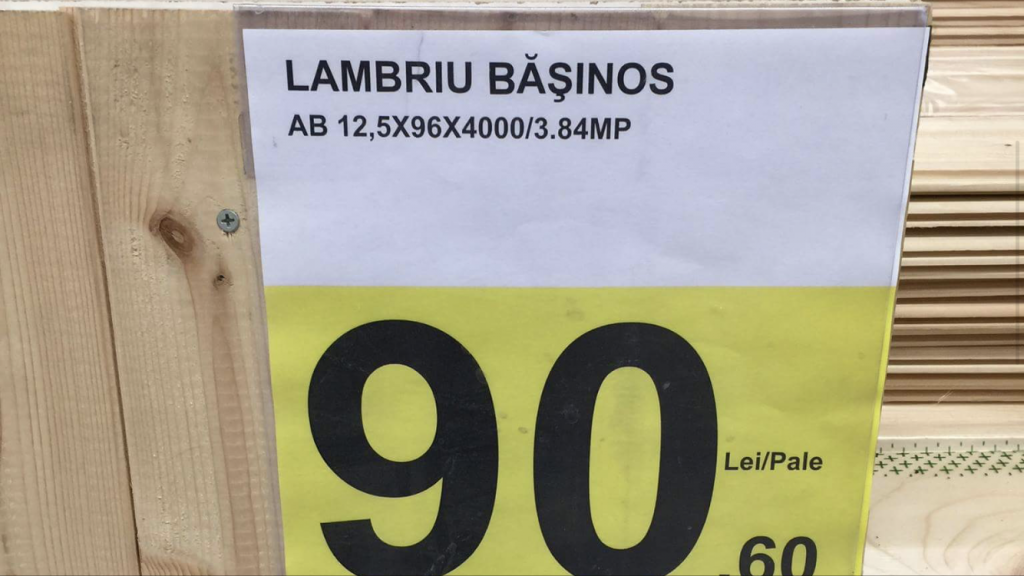 LAMBRIU BĂŞINOS
AB 12,5X96X4000/3.84MP
90
Lei/Pale
.60